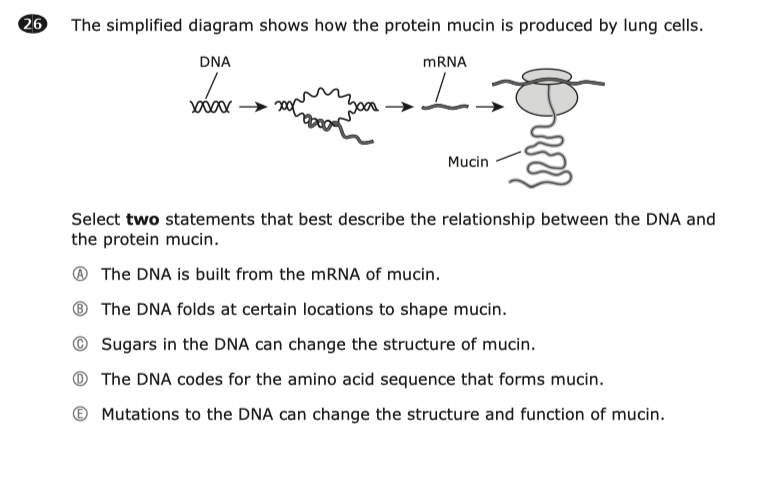 26 The simplified diagram shows how the protein mucin is produced by lung cells.
DNA mRNA
Mucin
Select two statements that best describe the relationship between the DNA and
the protein mucin.
A The DNA is built from the mRNA of mucin.
B The DNA folds at certain locations to shape mucin.
C Sugars in the DNA can change the structure of mucin.
D The DNA codes for the amino acid sequence that forms mucin.
E Mutations to the DNA can change the structure and function of mucin.